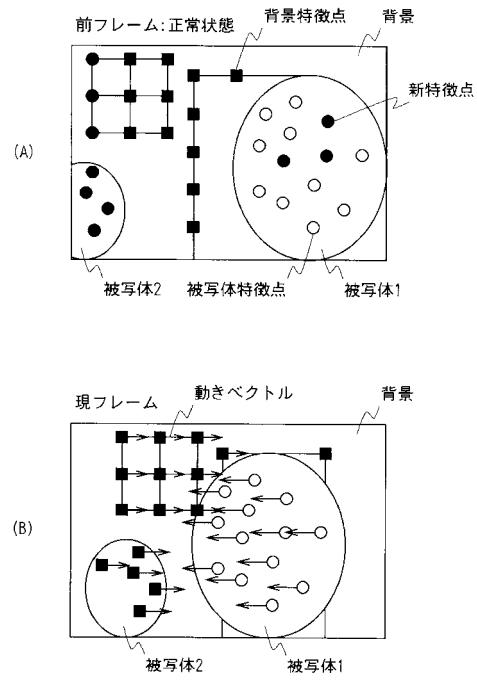 前フレーム:正常状態
背景特徴点
背景
新特徴点
(A)
被写体2
被写体特徴点
被写体1
現フレーム
動きベクトル
背景
(B)
被写体2
被写体1